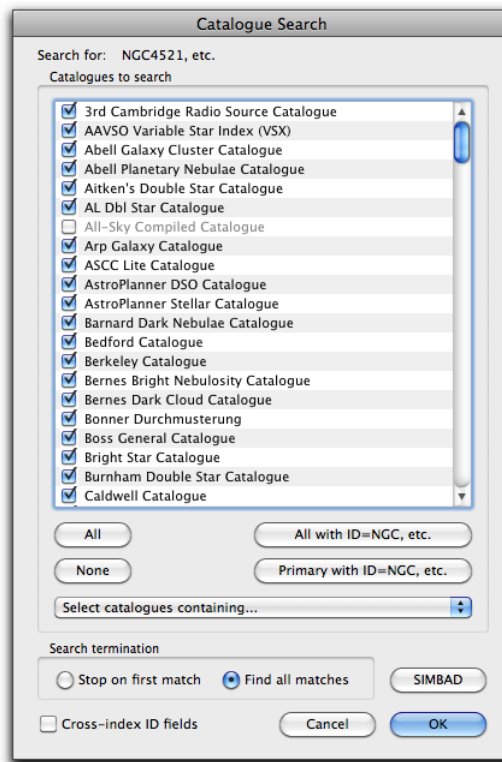 Catalogue Search
Search for: NGC4521, etc.
Catalogues to search
3rd Cambridge Radio Source Catalogue
AAVSO Variable Star Index (VSX)
Abell Galaxy Cluster Catalogue
Abell Planetary Nebulae Catalogue
Aitken's Double Star Catalogue
AL Dbl Star Catalogue
All-Sky Compiled Catalogue
Arp Galaxy Catalogue
ASCC Lite Catalogue
AstroPlanner DSO Catalogue
AstroPlanner Stellar Catalogue
Barnard Dark Nebulae Catalogue
Bedford Catalogue
Berkeley Catalogue
Bernes Bright Nebulosity Catalogue
Bernes Dark Cloud Catalogue
Bonner Durchmusterung
Boss General Catalogue
Bright Star Catalogue
Burnham Double Star Catalogue
Caldwell Catalogue
All All with ID=NGC, etc.
None Primary with ID=NGC, etc.
Select catalogues containing...
Search termination
Stop on first match Find all matches SIMBAD
Cross-index ID fields Cancel OK